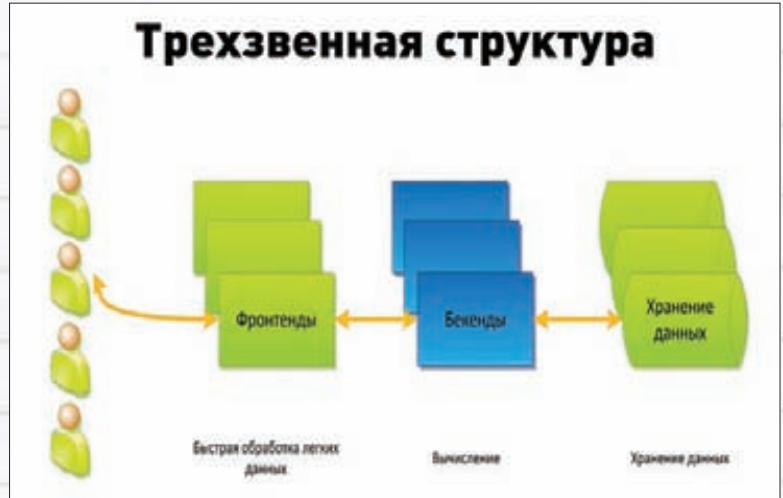 Трехзвенная структура
Фронтенды
Бекенды
Хранение
данных
Быстрая обработка легких
данных
Вычисление
Хранение данных